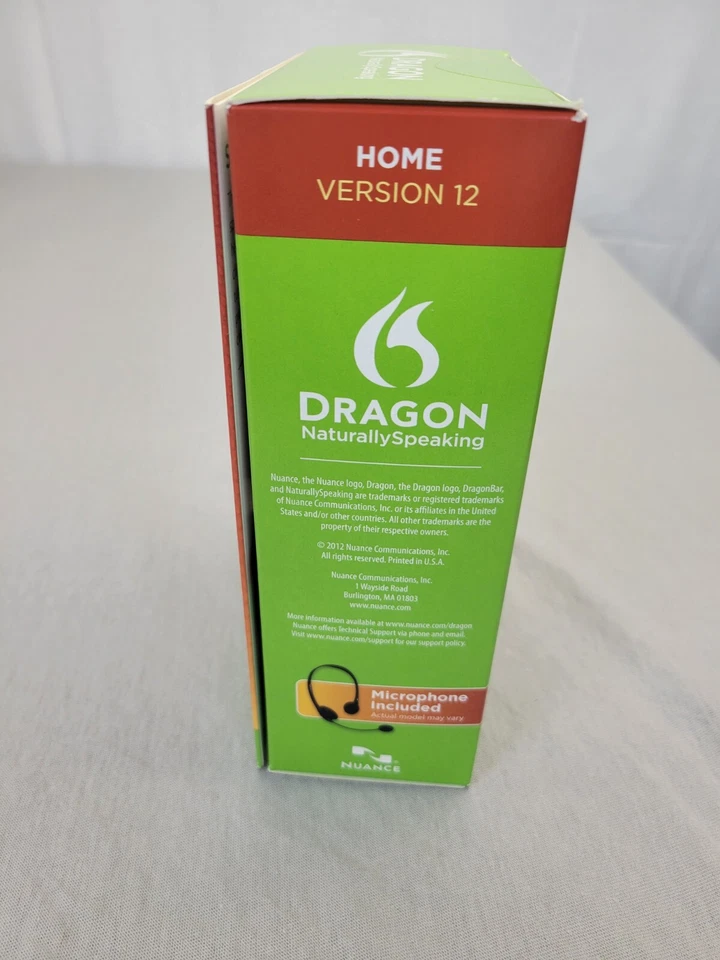 DRAGON
NaturallySpeaking
HOME
VERSION 12
DRAGON
NaturallySpeaking
Nuance, the Nuance logo, Dragon, the Dragon logo, DragonBar,
and NaturallySpeaking are trademarks or registered trademarks
of Nuance Communications, Inc. or its affiliates in the United
States and/or other countries. All other trademarks are the
property of their respective owners.
© 2012 Nuance Communications, Inc.
All rights reserved. Printed in U.S.A.
Nuance Communications, Inc.
1 Wayside Road
Burlington, MA 01803
www.nuance.com
More information available at www.nuance.com/dragon
Nuance offers Technical Support via phone and email.
Visit www.nuance.com/support for our support policy.
Microphone
Included
Actual model may vary
NUANCE